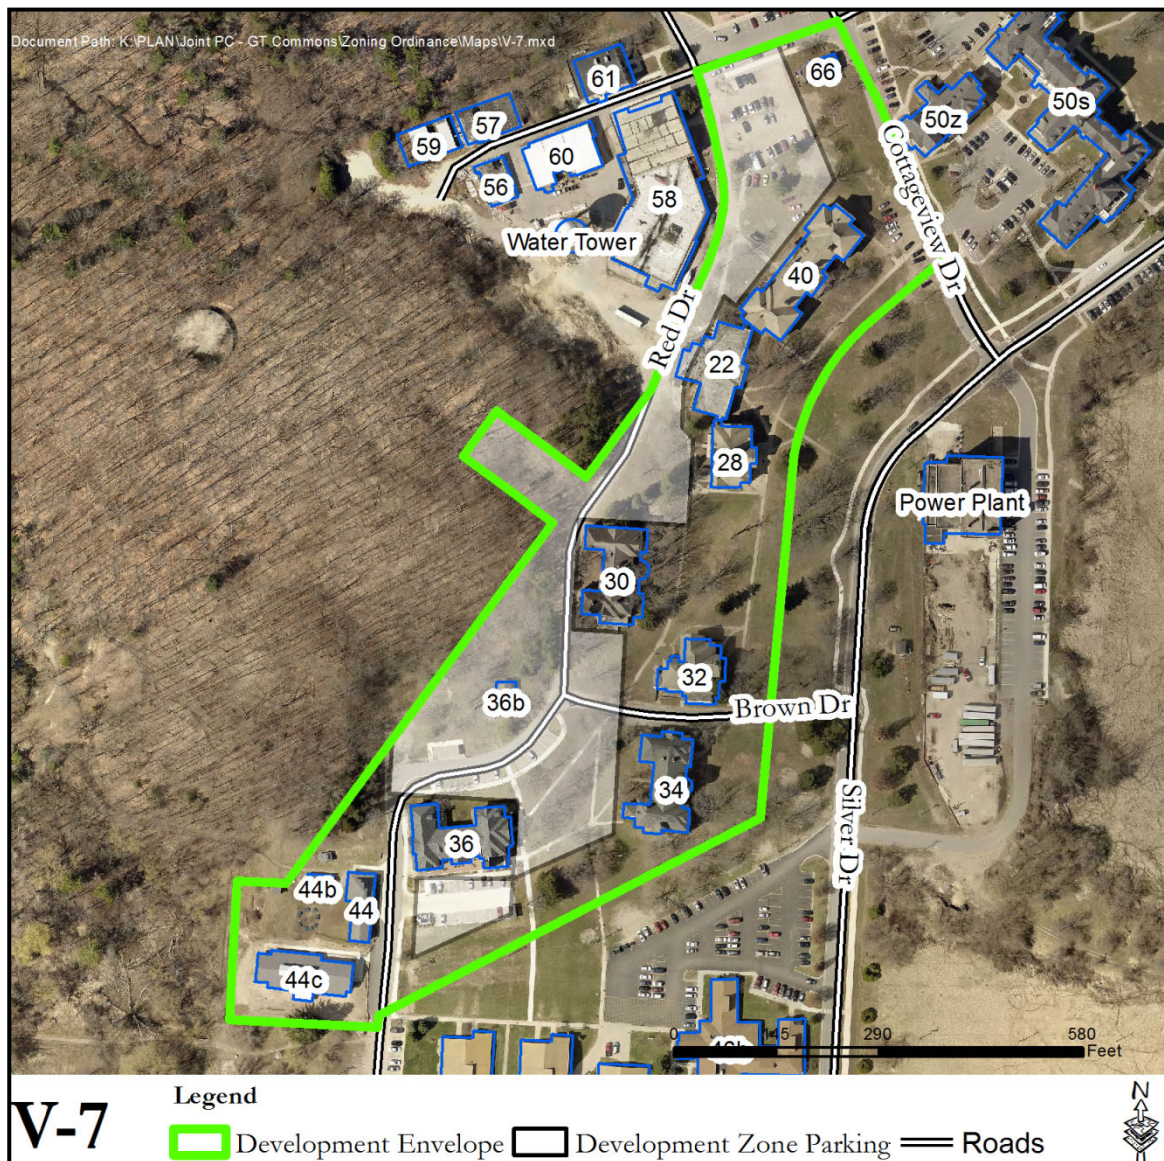 Document Path: K:\PLAN\Joint PC - GT Commons\Zoning Ordinance\Maps\V-7.mxd
61
66
50s
50z
57
59
60
56
58
Cottageview Dr
Water Tower
40
Red Dr
22
28
Power Plant
30
32
36b
Brown Dr
34
Silver Dr
36
44b
44
44c
0 145 290 580
Feet
V-7
Legend
Development Envelope Development Zone Parking Roads
N